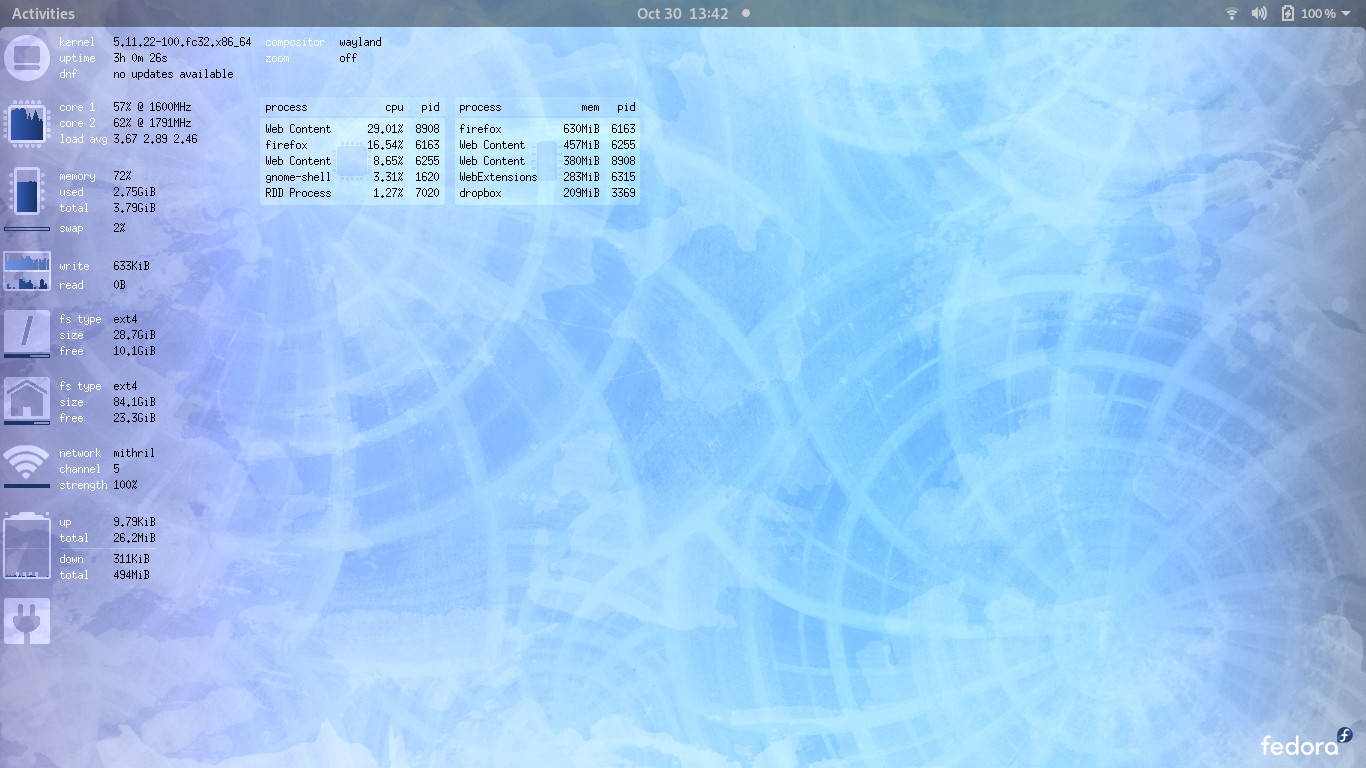 Activities Oct 30 13:42 100 %
kernel 5.11.22-100.fc32.x86_64 compositor wayland
uptime 3h 0m 26s zoom off
dnf no updates available
core 1 57% @ 1600MHz
core 2 62% @ 1791MHz
load avg 3.67 2.89 2.46
process cpu pid
Web Content 29.01% 8908
firefox 16.54% 6163
Web Content 8.65% 6255
gnome-shell 3.31% 1620
RDD Process 1.27% 7020
process mem pid
firefox 630MiB 6163
Web Content 457MiB 6255
Web Content 380MiB 8908
WebExtensions 283MiB 6315
dropbox 209MiB 3369
memory 72%
used 2.75GiB
total 3.79GiB
swap 2%
write 633KiB
read 0B
fs type ext4
size 28.7GiB
free 10.1GiB
fs type ext4
size 84.1GiB
free 23.3GiB
network mithril
channel 5
strength 100%
up 9.79KiB
total 26.2MiB
down 311KiB
total 494MiB
fedora